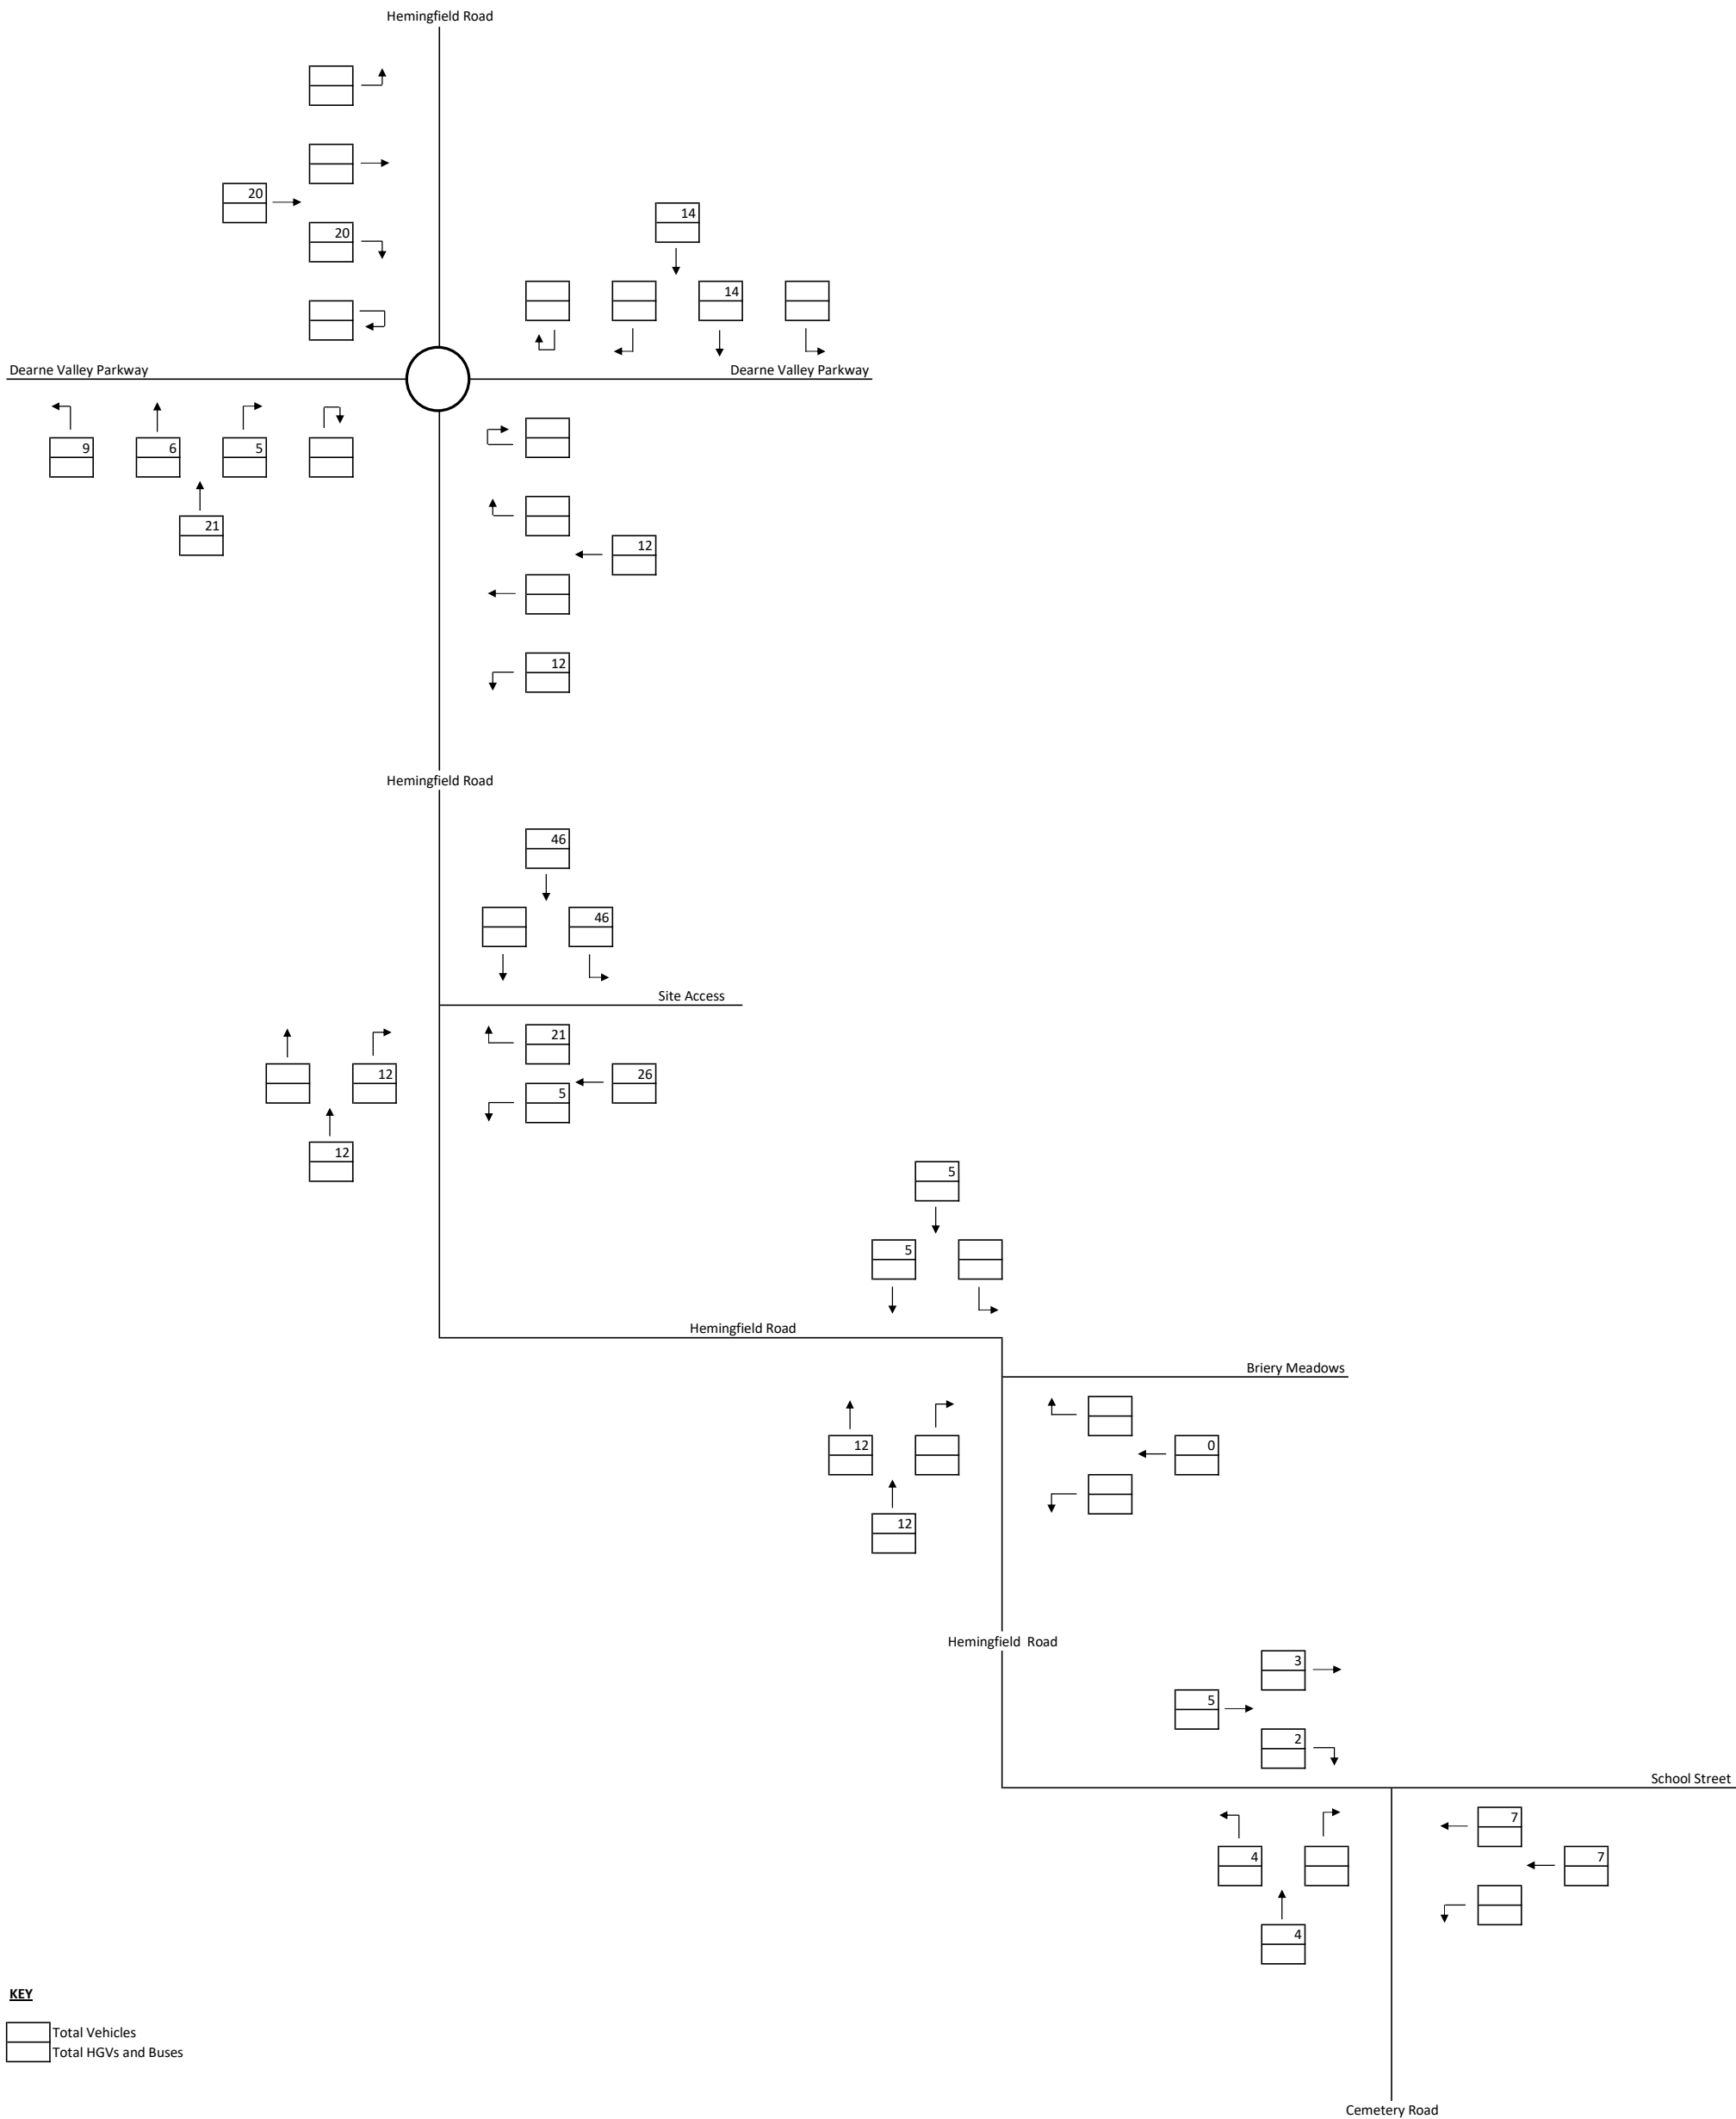 Hemingfield Road
20
14
20
14
Dearne Valley Parkway
Dearne Valley Parkway
9
6
5
21
12
12
Hemingfield Road
46
46
Site Access
21
12
26
5
12
5
5
Hemingfield Road
Briery Meadows
12
0
12
Hemingfield Road
3
5
2
School Street
7
4
7
4
KEY
Total Vehicles
Total HGVs and Buses
Cemetery Road